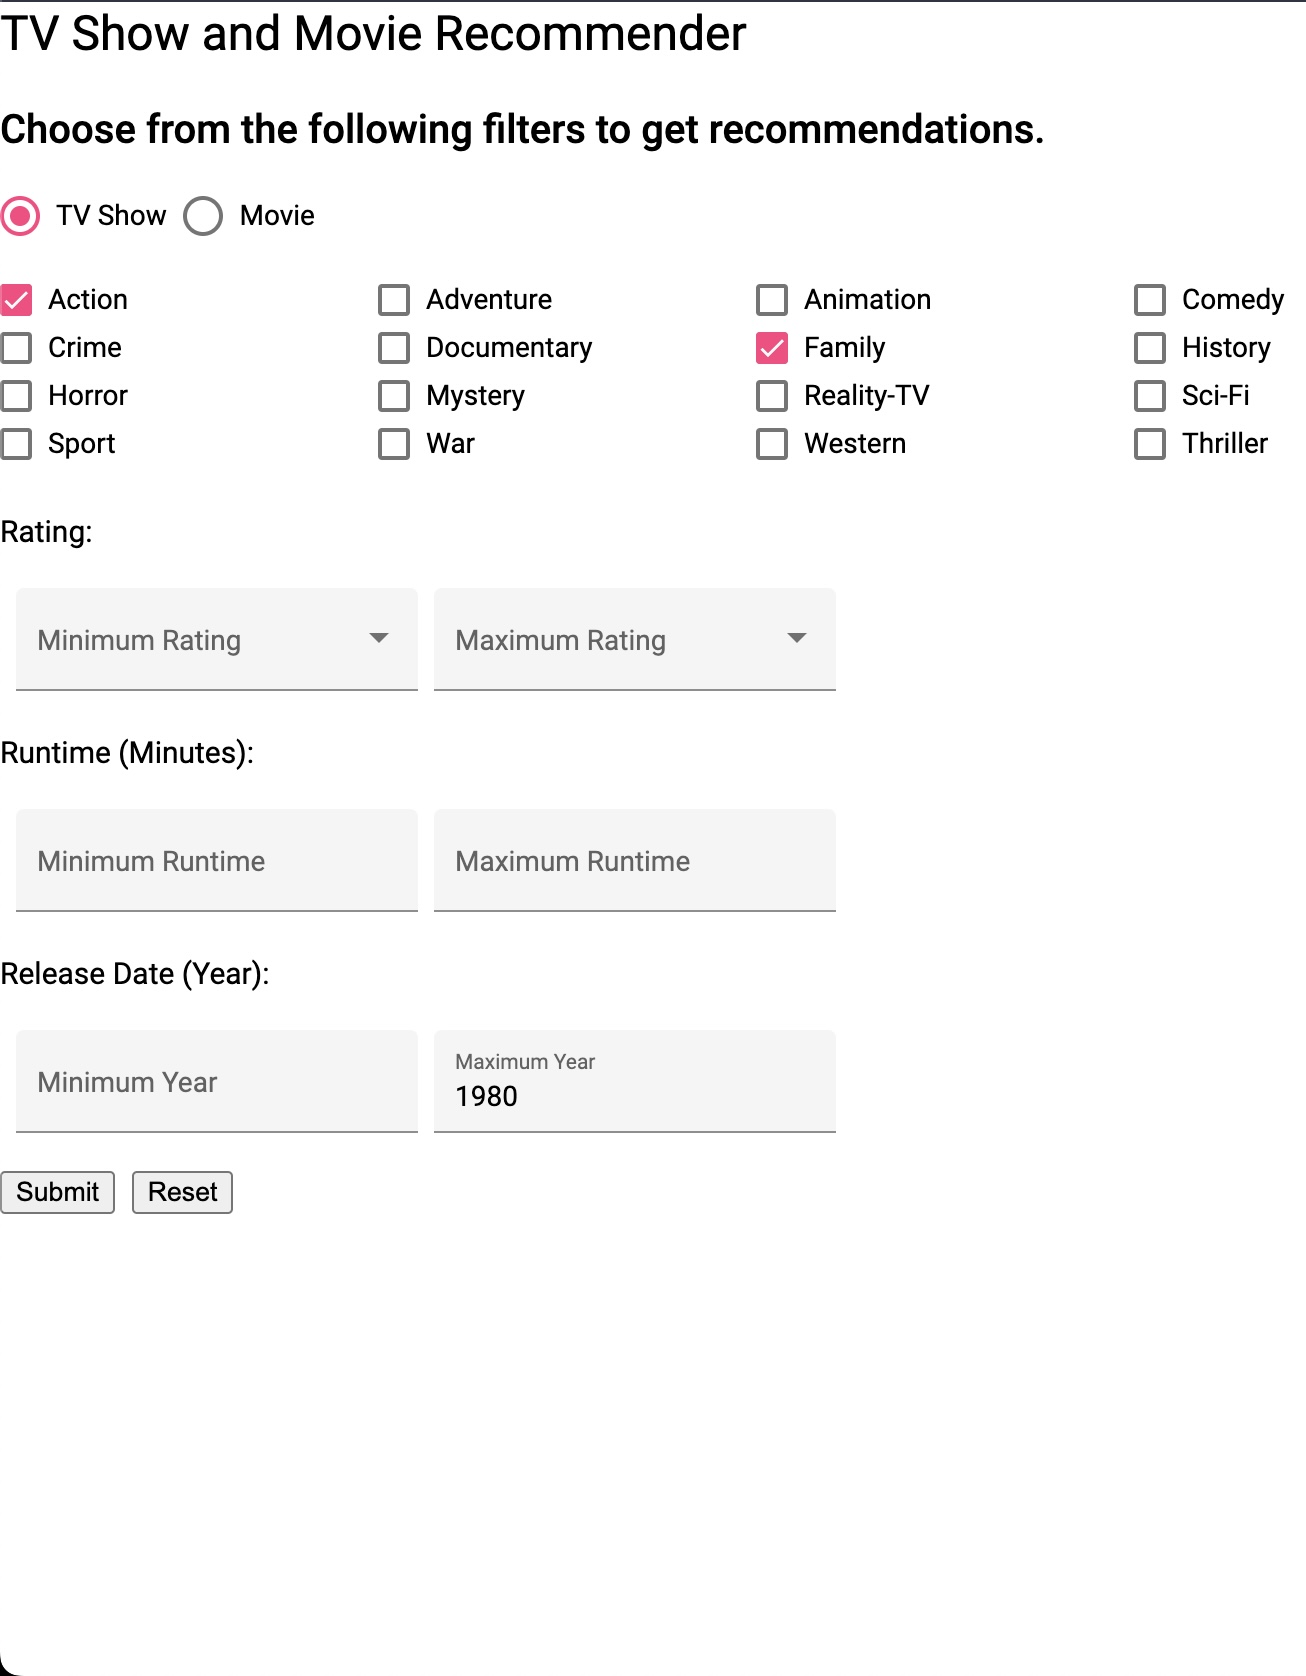 TV Show and Movie Recommender
Choose from the following filters to get recommendations.
TV Show Movie
Action Adventure Animation Comedy
Crime Documentary Family History
Horror Mystery Reality-TV Sci-Fi
Sport War Western Thriller
Rating:
Minimum Rating Maximum Rating
Runtime (Minutes):
Minimum Runtime Maximum Runtime
Release Date (Year):
Minimum Year Maximum Year
1980
Submit Reset